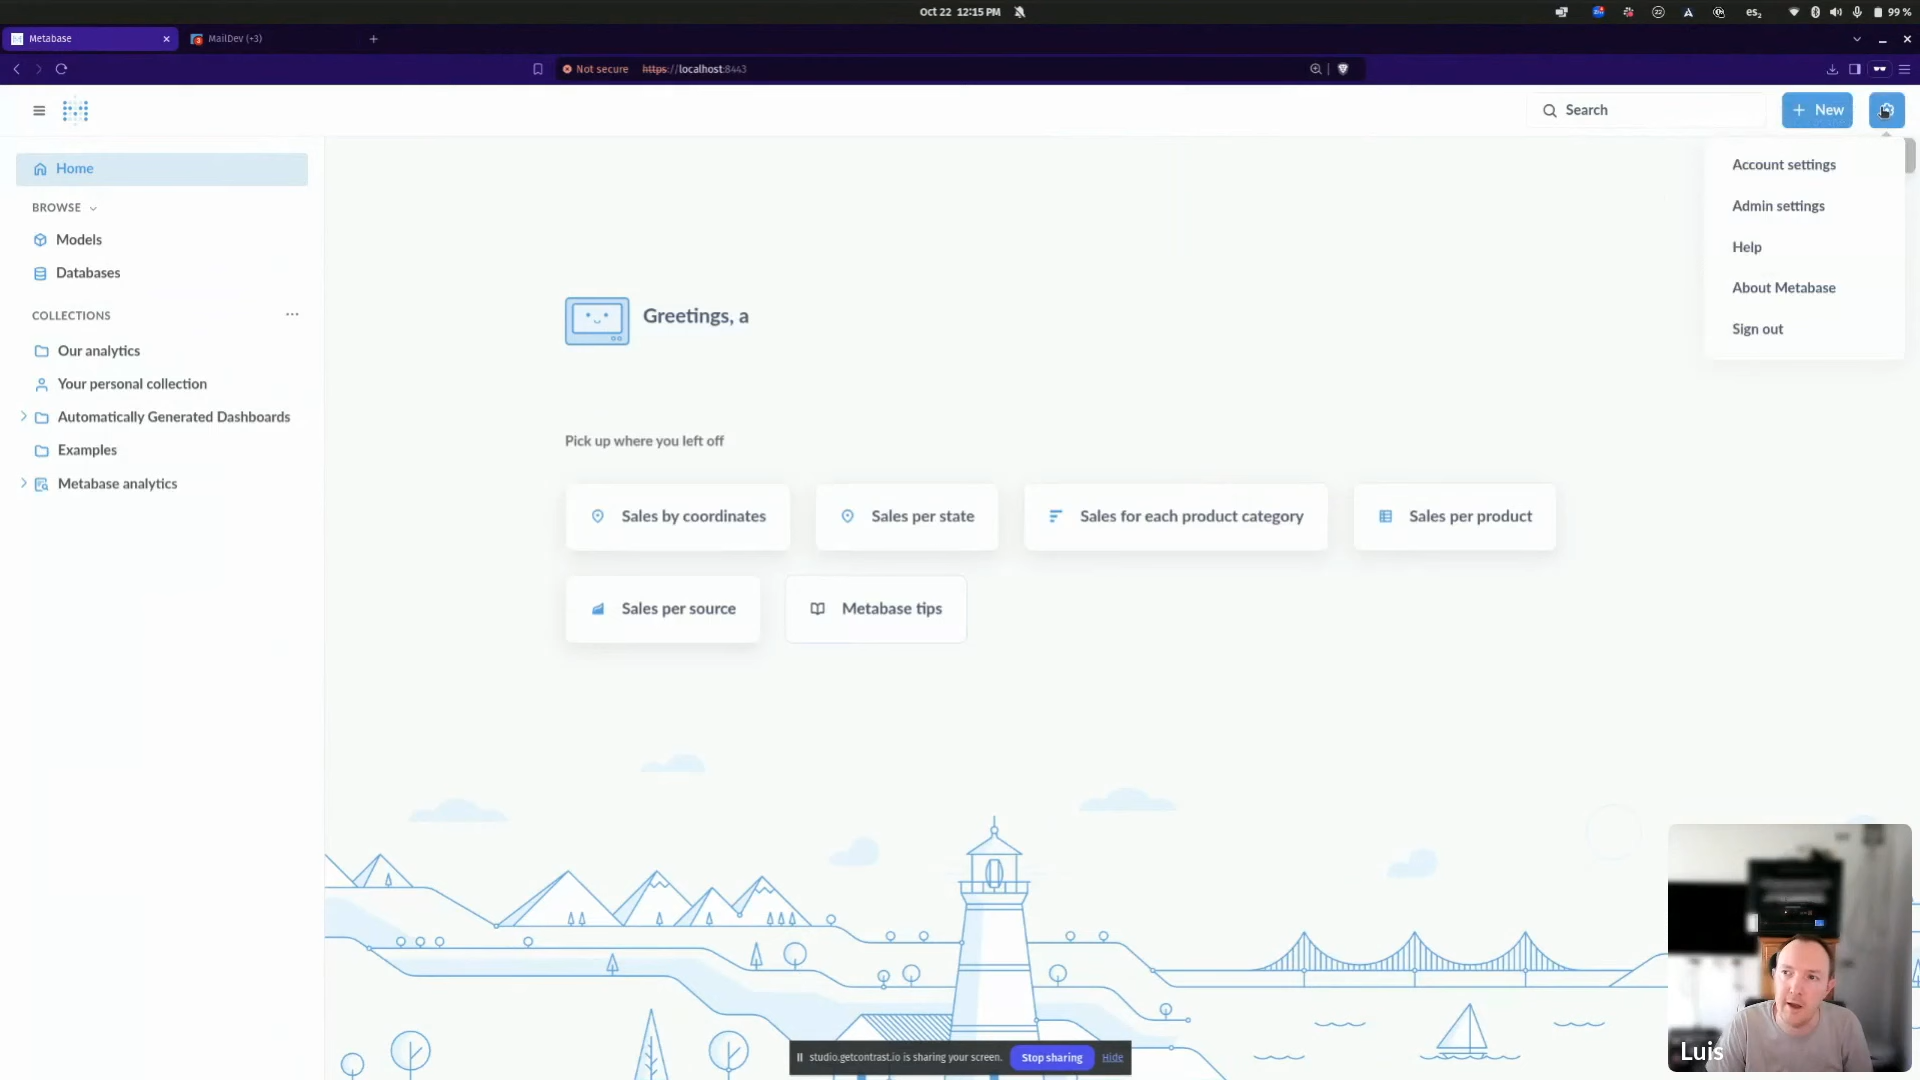 Oct 22 12:15 PM
es₂
99 %
Metabase
MailDev (+3)
Not secure
https://localhost:8443
Search
+ New
Home
BROWSE
Models
Databases
COLLECTIONS
Our analytics
Your personal collection
Automatically Generated Dashboards
Examples
Metabase analytics
Account settings
Admin settings
Help
About Metabase
Sign out
Greetings, a
Pick up where you left off
Sales by coordinates
Sales per state
Sales for each product category
Sales per product
Sales per source
Metabase tips
studio.getcontrast.io is sharing your screen.
Stop sharing
Hide
Luis